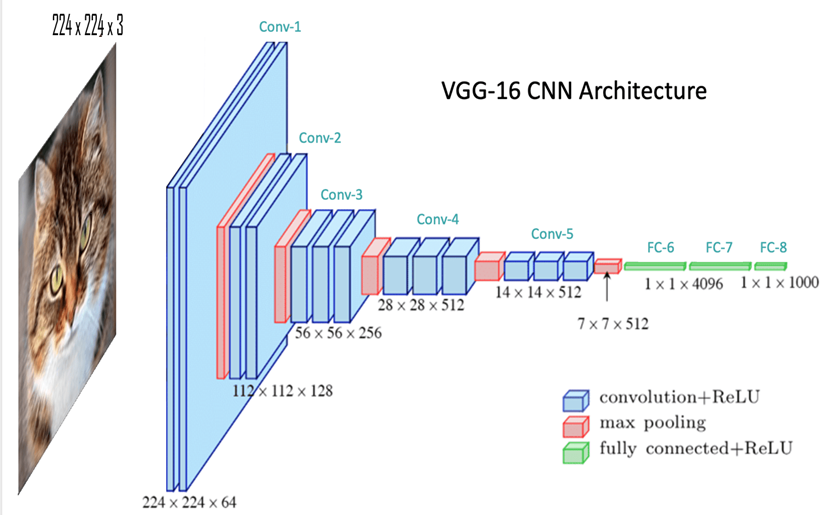 224 x 224 x 3
Conv-1
VGG-16 CNN Architecture
Conv-2
Conv-3
Conv-4
Conv-5
FC-6
FC-7
FC-8
1 × 1 × 4096
1 × 1 × 1000
14 × 14 × 512
28 × 28 × 512
7 × 7 × 512
56 × 56 × 256
112 × 112 × 128
convolution+ReLU
max pooling
fully connected+ReLU
224 × 224 × 64